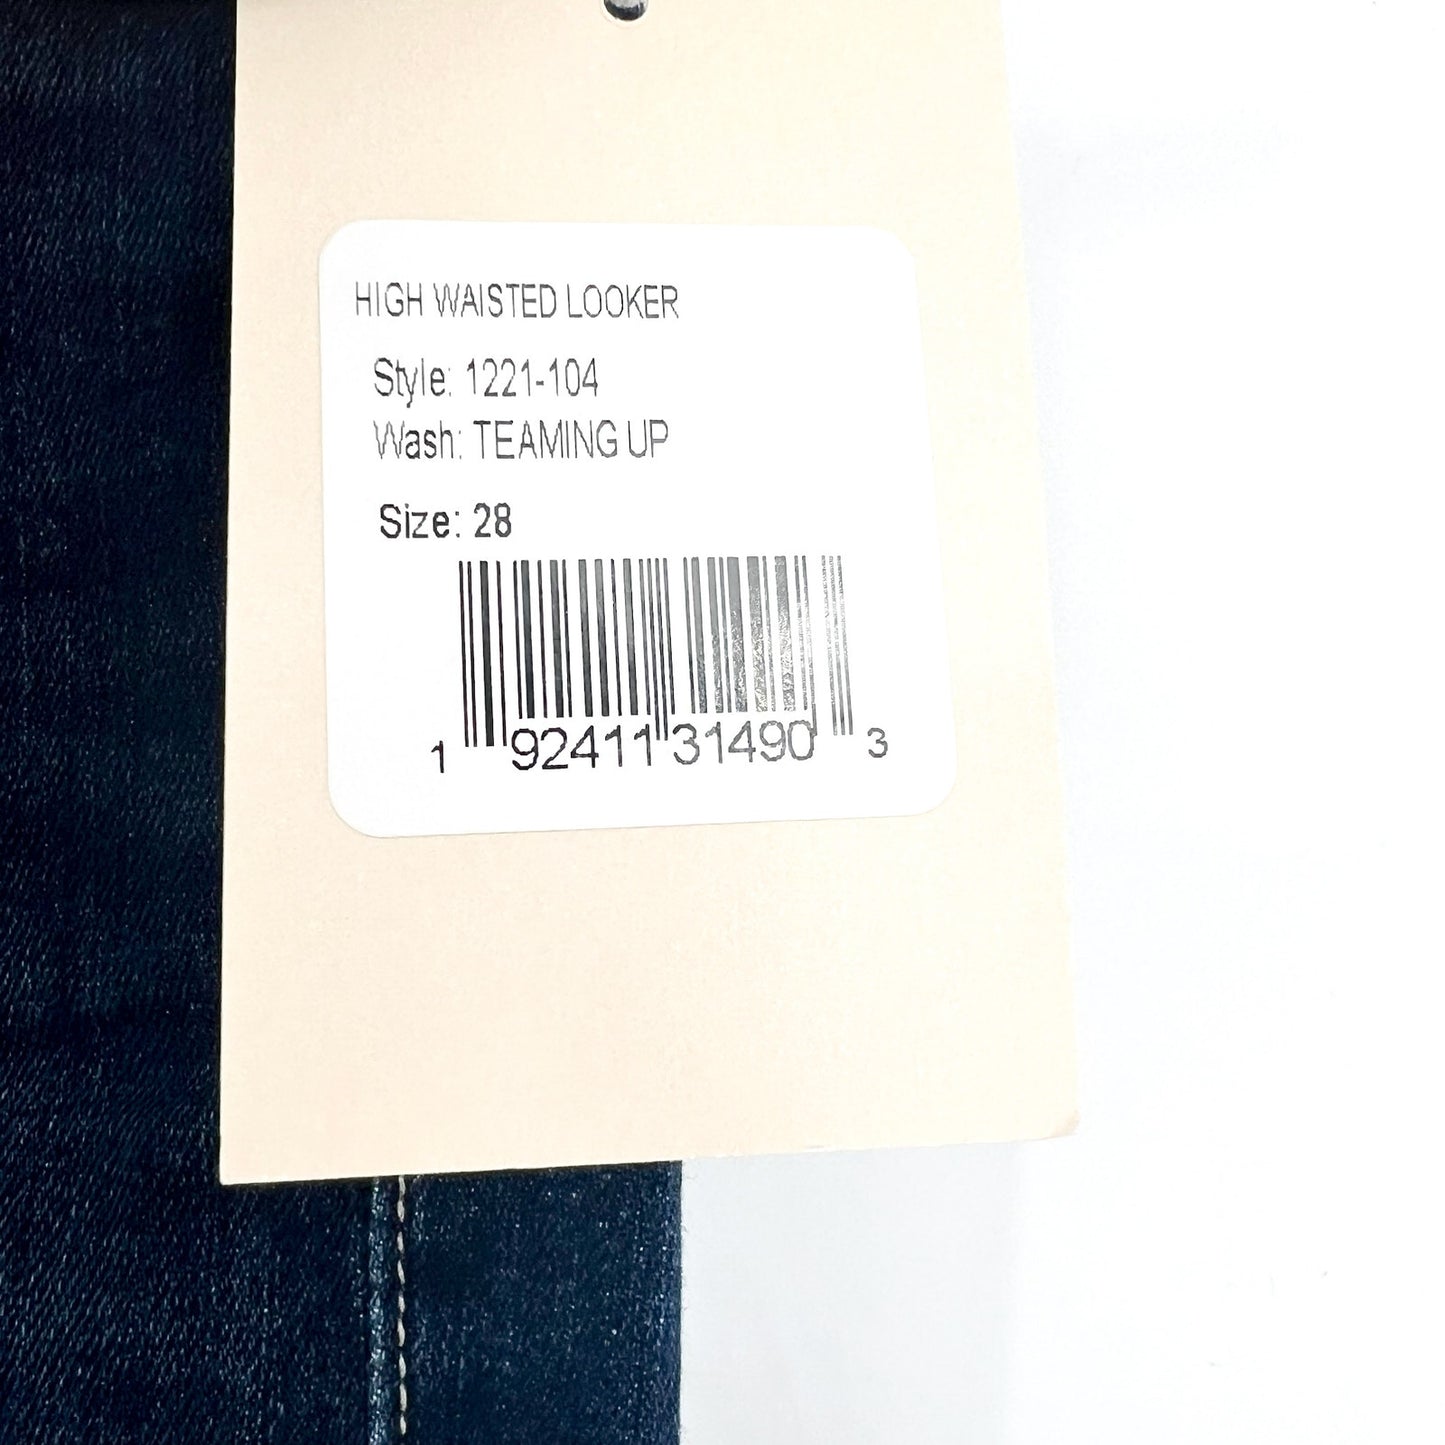 HIGH WAISTED LOOKER
Style: 1221-104
Wash: TEAMING UP
Size: 28
1 92411 31490 3